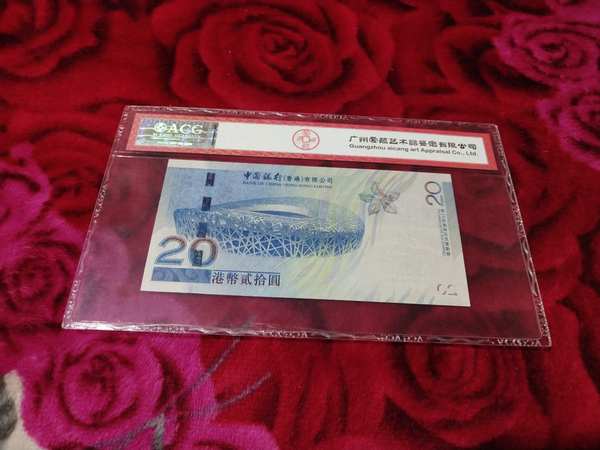 ACG
广州爱藏艺术品鉴定有限公司
Guangzhou aicang art Appraisal Co., Ltd.
中國銀行(香港)有限公司
BANK OF CHINA (HONG KONG) LIMITED
20
20
港幣貳拾圓